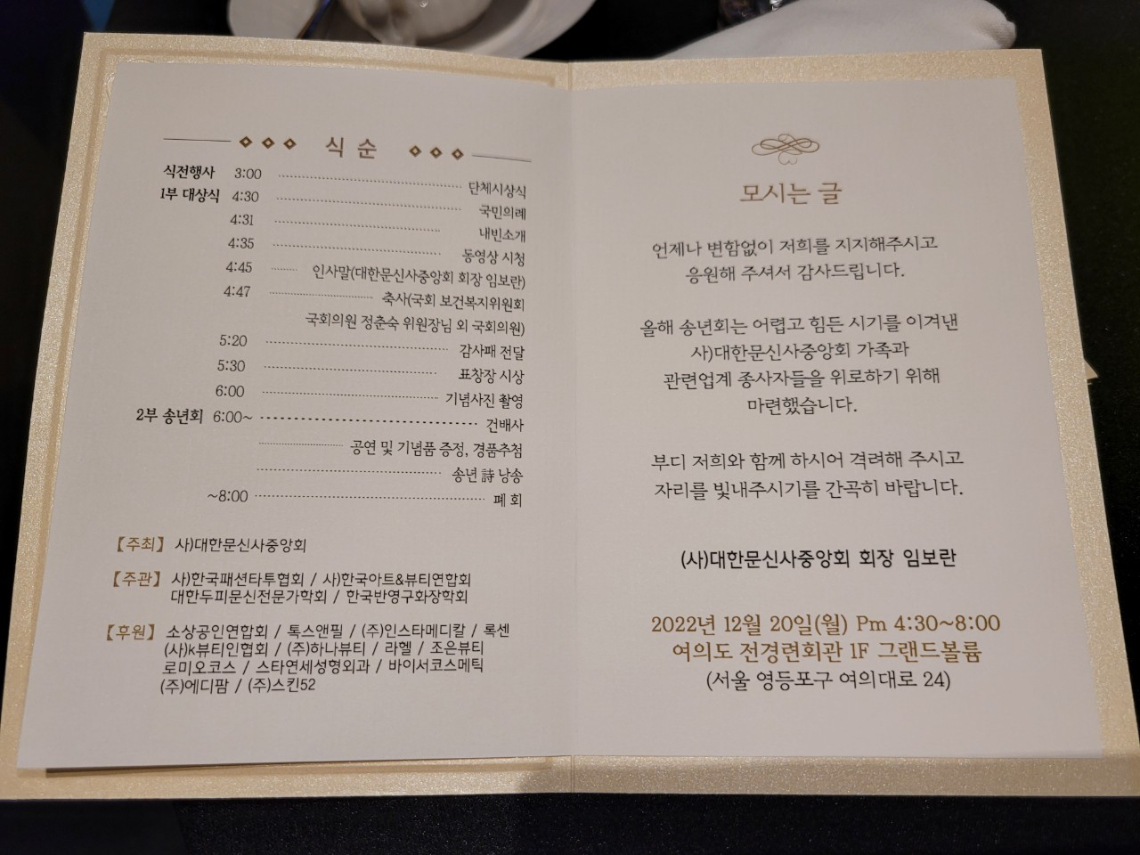 식 순
식전행사 3:00 단체시상식
1부 대상식 4:30 국민의례
4:31 내빈소개
4:35 동영상 시청
4:45 인사말(대한문신사중앙회 회장 임보란)
4:47 축사(국회 보건복지위원회
국회의원 정춘숙 위원장님 외 국회의원)
5:20 감사패 전달
5:30 표창장 시상
6:00 기념사진 촬영
2부 송년회 6:00~ 건배사
공연 및 기념품 증정, 경품추첨
송년 詩 낭송
~8:00 폐 회
【주최】 사)대한문신사중앙회
【주관】 사)한국패션타투협회 / 사)한국아트&뷰티연합회
대한두피문신전문가학회 / 한국반영구화장학회
【후원】 소상공인연합회 / 톡스앤필 / (주)인스타메디칼 / 록센
(사)k뷰티인협회 / (주)하나뷰티 / 라헬 / 조은뷰티
로미오코스 / 스타연세성형외과 / 바이서코스메틱
(주)에디팜 / (주)스킨52
모시는 글
언제나 변함없이 저희를 지지해주시고
응원해 주셔서 감사드립니다.
올해 송년회는 어렵고 힘든 시기를 이겨낸
사)대한문신사중앙회 가족과
관련업계 종사자들을 위로하기 위해
마련했습니다.
부디 저희와 함께 하시어 격려해 주시고
자리를 빛내주시기를 간곡히 바랍니다.
(사)대한문신사중앙회 회장 임보란
2022년 12월 20일(월) Pm 4:30~8:00
여의도 전경련회관 1F 그랜드볼륨
(서울 영등포구 여의대로 24)